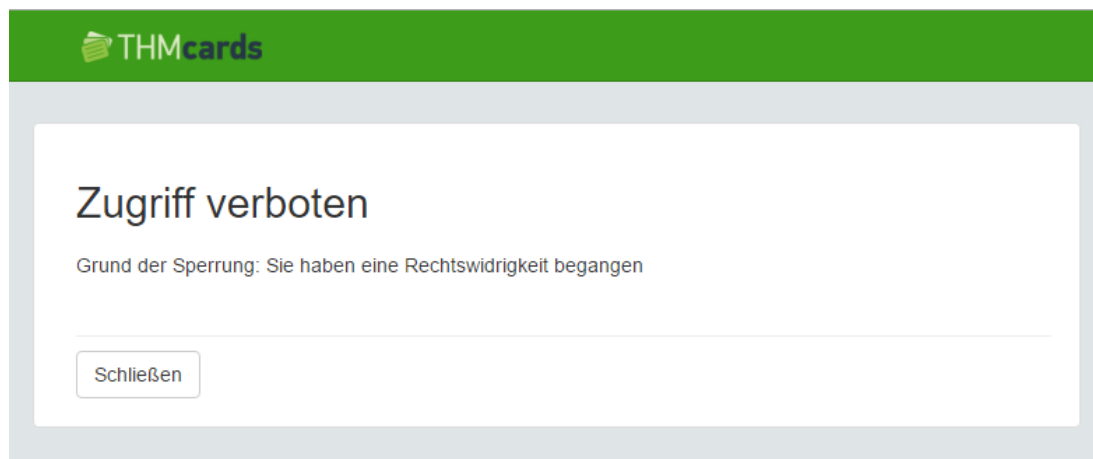 THMcards
Zugriff verboten
Grund der Sperrung: Sie haben eine Rechtswidrigkeit begangen
Schließen